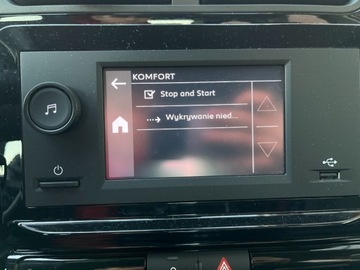 KOMFORT
Stop and Start
Wykrywanie nied...